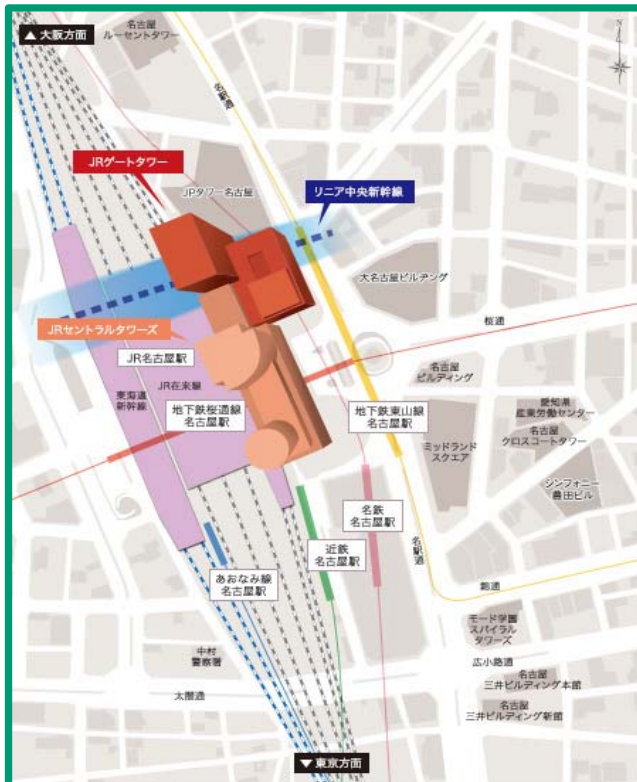 ▲ 大阪方面
名古屋
ルーセントタワー
名駅通
JRゲートタワー
JPタワー名古屋
リニア中央新幹線
大名古屋ビルヂング
桜通
JRセントラルタワーズ
JR名古屋駅
JR在来線
東海道
新幹線
地下鉄桜通線
名古屋駅
地下鉄東山線
名古屋駅
名古屋
ビルディング
愛知県
産業労働センター
名古屋
クロスコートタワー
ミッドランド
スクエア
シンフォニー
豊田ビル
名鉄
名古屋駅
近鉄
名古屋駅
名駅通
あおなみ線
名古屋駅
錦通
モード学園
スパイラル
タワーズ
中村
警察署
広小路通
名古屋
三井ビルディング本館
太閤通
名古屋
三井ビルディング新館
▼ 東京方面